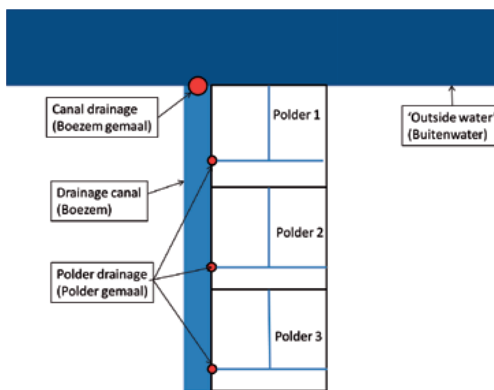 Canal drainage
(Boezem gemaal)
Polder 1
'Outside water'
(Buitenwater)
Drainage canal
(Boezem)
Polder 2
Polder drainage
(Polder gemaal)
Polder 3